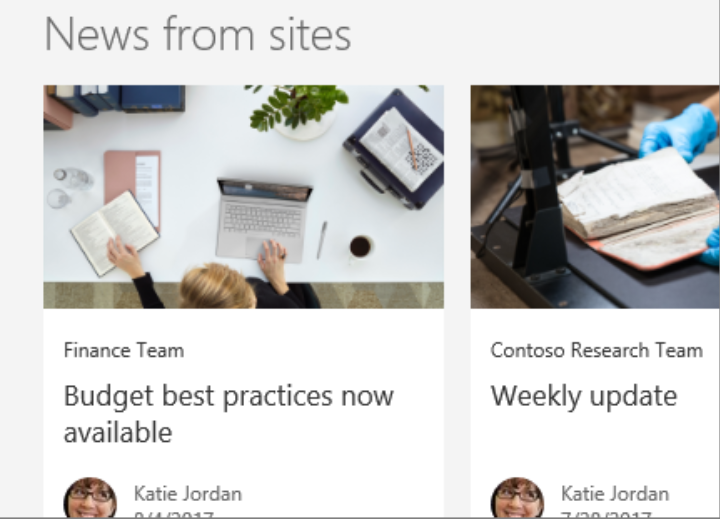 News from sites
Finance Team
Budget best practices now
available
Katie Jordan
Contoso Research Team
Weekly update
Katie Jordan